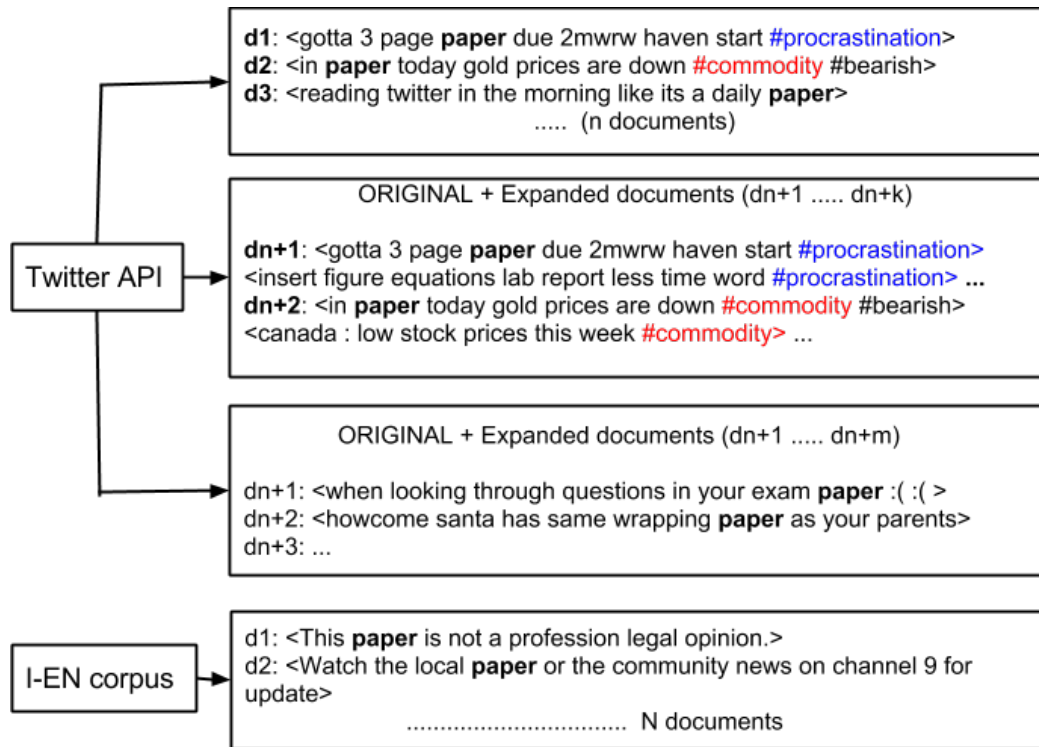 d1: <gotta 3 page paper due 2mwrw haven start #procrastination>
d2: <in paper today gold prices are down #commodity #bearish>
d3: <reading twitter in the morning like its a daily paper>
..... (n documents)
Twitter API
ORIGINAL + Expanded documents (dn+1 ..... dn+k)
dn+1: <gotta 3 page paper due 2mwrw haven start #procrastination>
<insert figure equations lab report less time word #procrastination> ...
dn+2: <in paper today gold prices are down #commodity #bearish>
<canada : low stock prices this week #commodity> ...
ORIGINAL + Expanded documents (dn+1 ..... dn+m)
dn+1: <when looking through questions in your exam paper :( :( >
dn+2: <howcome santa has same wrapping paper as your parents>
dn+3: ...
I-EN corpus
d1: <This paper is not a profession legal opinion.>
d2: <Watch the local paper or the community news on channel 9 for
update>
............................... N documents